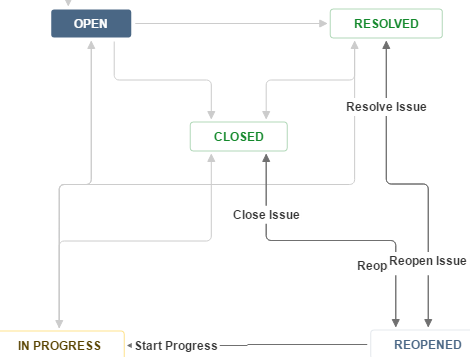 OPEN
RESOLVED
Resolve Issue
CLOSED
Close Issue
Reop
Reopen Issue
IN PROGRESS
Start Progress
REOPENED